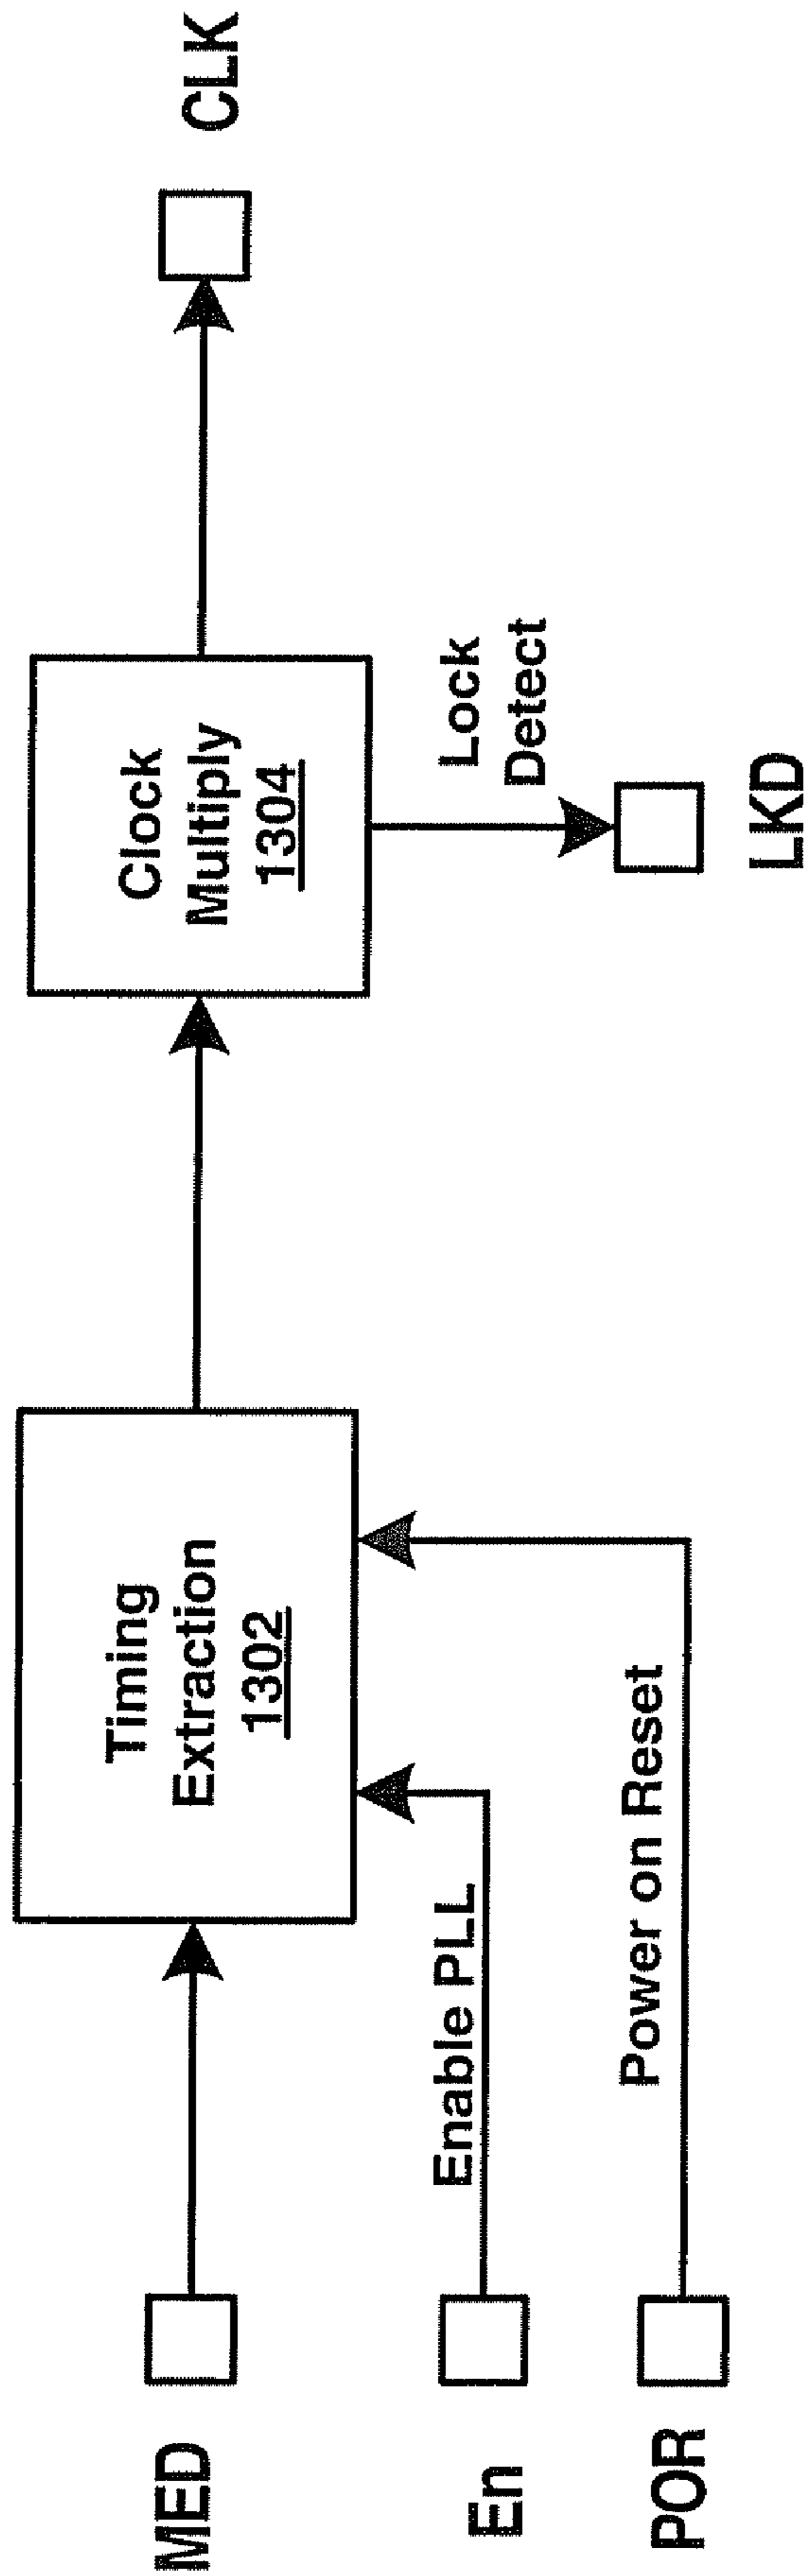 MED
Timing
Extraction
1302
Clock
Multiply
1304
CLK
Enable PLL
Lock
Detect
En
Power on Reset
POR
LKD